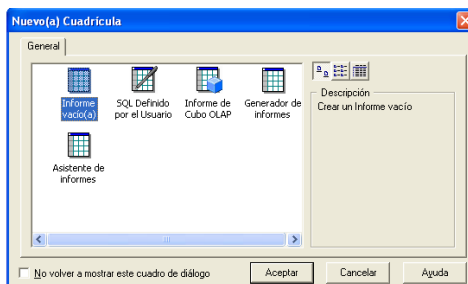 Nuevo(a) Cuadrícula
General
Informe vacío(a)
SQL Definido por el Usuario
Informe de Cubo OLAP
Generador de informes
Asistente de informes
Descripción
Crear un Informe vacío
No volver a mostrar este cuadro de diálogo
Aceptar
Cancelar
Ayuda